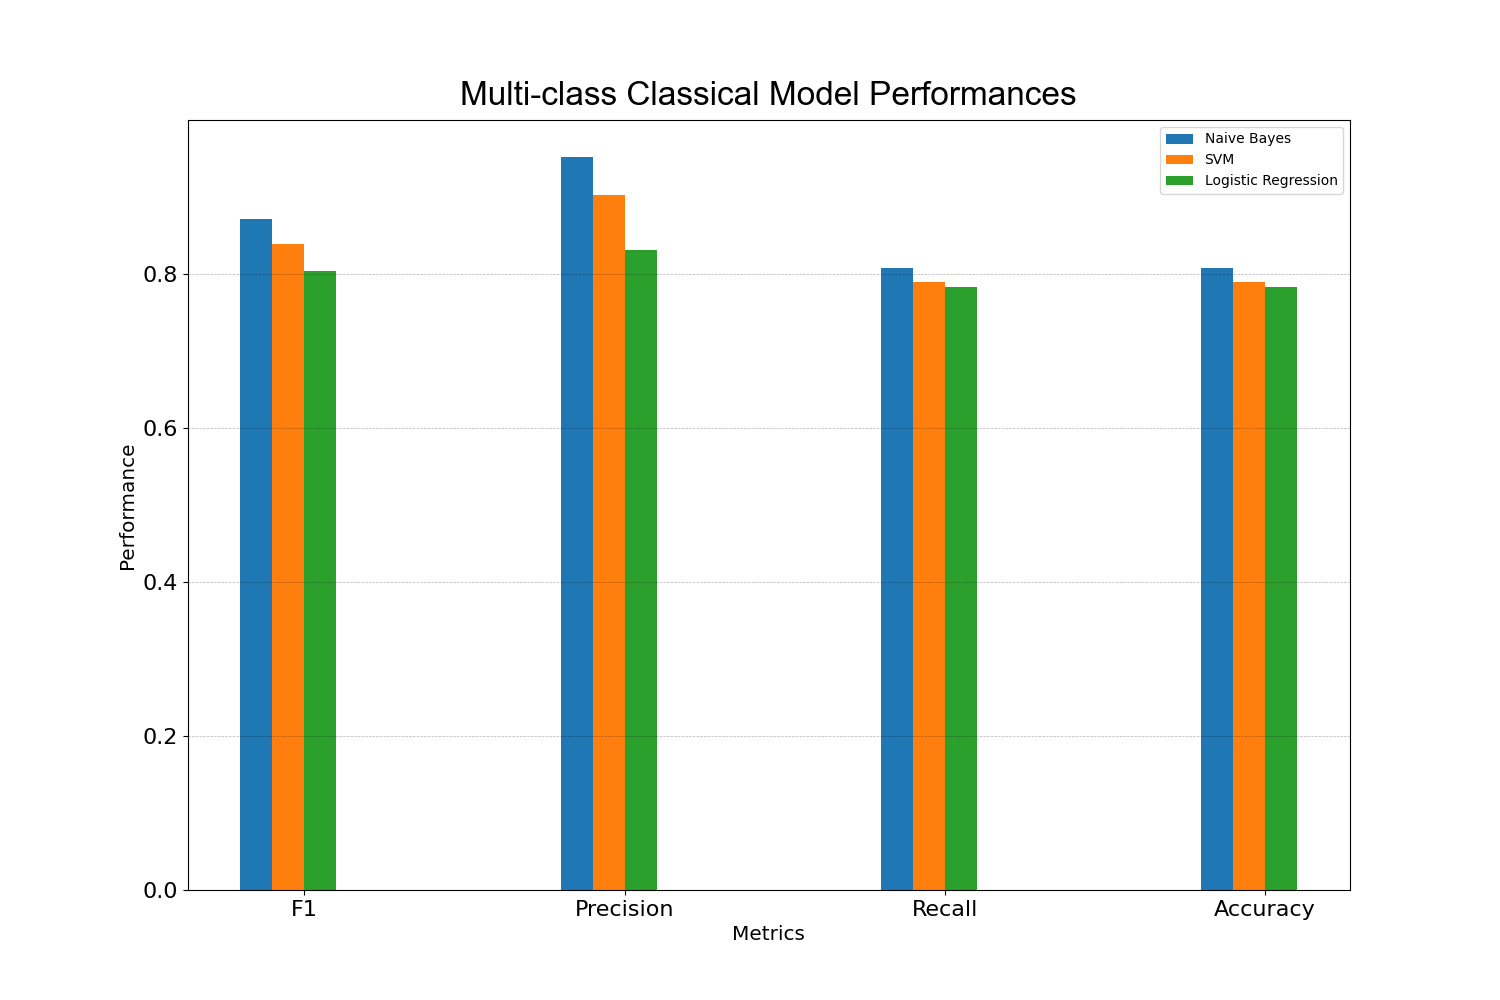 Multi-class Classical Model Performances
Naive Bayes
SVM
Logistic Regression
0.8
0.6
0.4
0.2
0.0
Performance
F1 Precision Recall Accuracy
Metrics